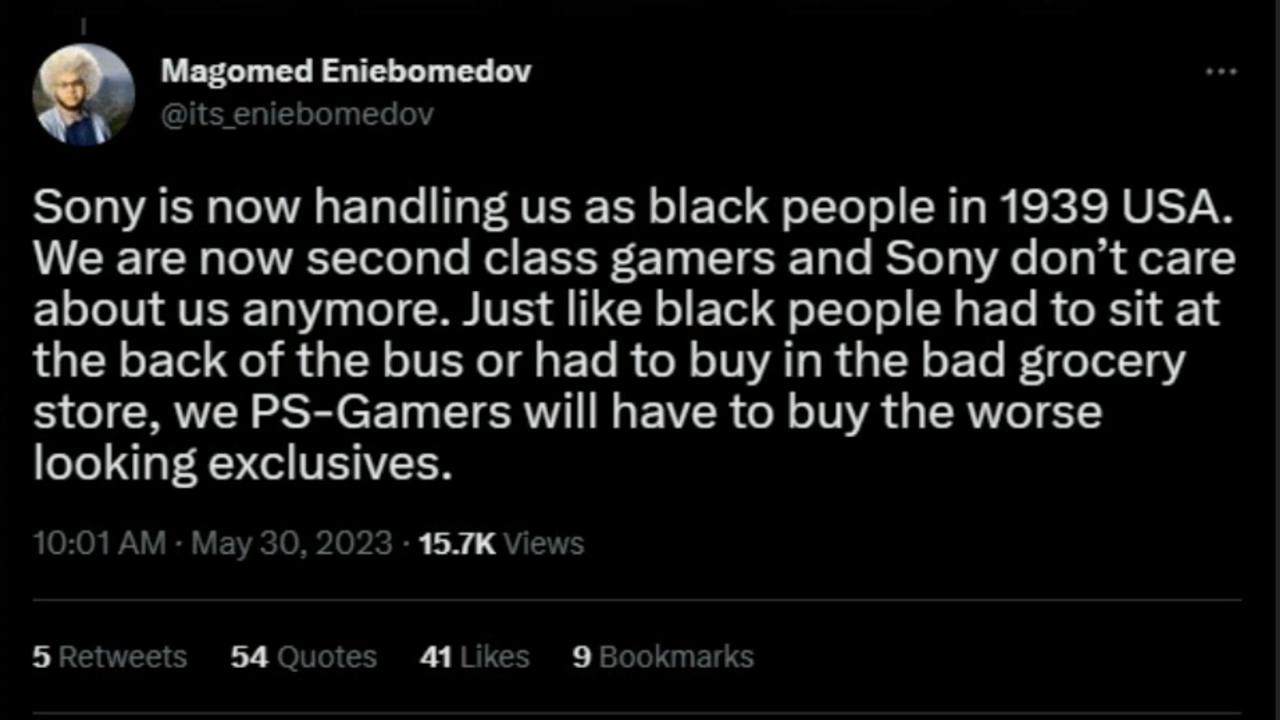 Magomed Eniebomedov
@its_eniebomedov
Sony is now handling us as black people in 1939 USA.
We are now second class gamers and Sony don’t care
about us anymore. Just like black people had to sit at
the back of the bus or had to buy in the bad grocery
store, we PS-Gamers will have to buy the worse
looking exclusives.
10:01 AM · May 30, 2023 · 15.7K Views
5 Retweets 54 Quotes 41 Likes 9 Bookmarks